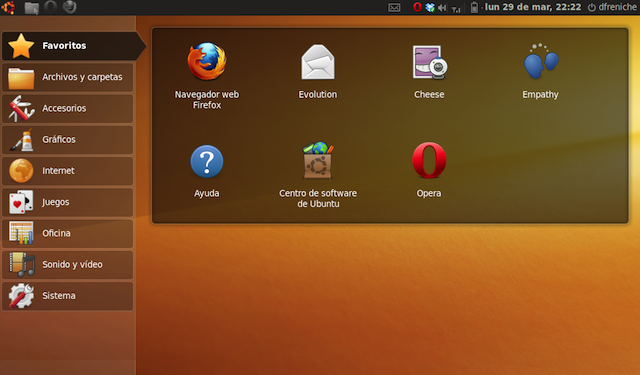 lun 29 de mar, 22:22
dfreniche
Favoritos
Archivos y carpetas
Accesorios
Gráficos
Internet
Juegos
Oficina
Sonido y vídeo
Sistema
Navegador web
Firefox
Evolution
Cheese
Empathy
Ayuda
Centro de software
de Ubuntu
Opera